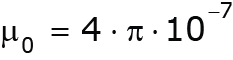 μ₀ = 4 · π · 10⁻⁷